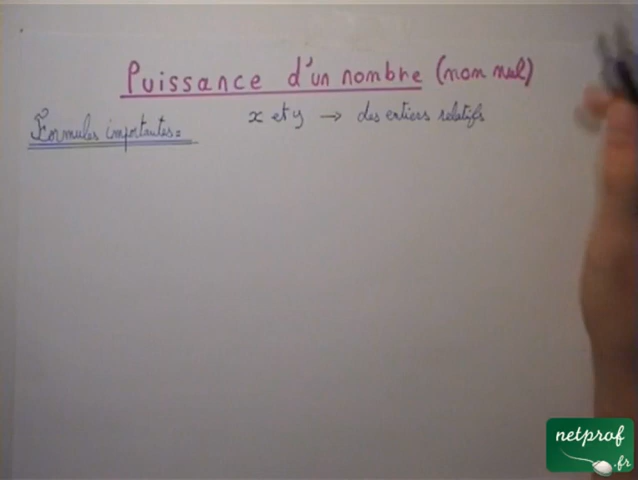 Puissance d'un nombre (non nul)
Formules importantes :
x et y → des entiers relatifs
netprof
.fr